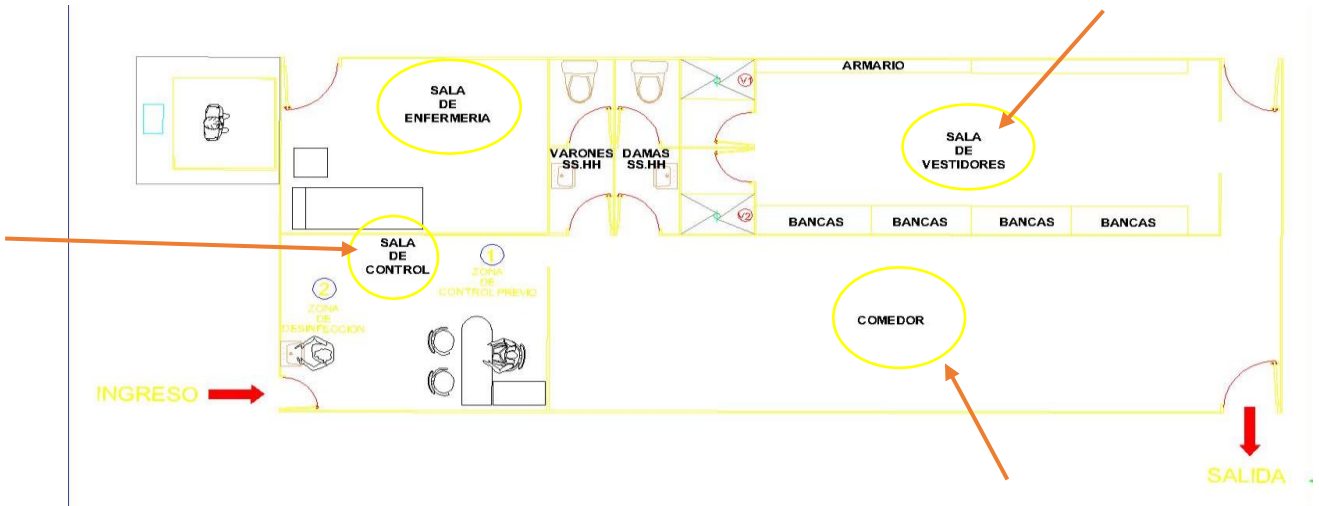 ARMARIO
SALA
DE
ENFERMERIA
V1
SALA
DE
VESTIDORES
VARONES
SS.HH
DAMAS
SS.HH
V2
BANCAS
BANCAS
BANCAS
BANCAS
SALA
DE
CONTROL
1
ZONA
DE
CONTROL PREVIO
2
ZONA
DE
COMEDOR
INGRESO
SALIDA